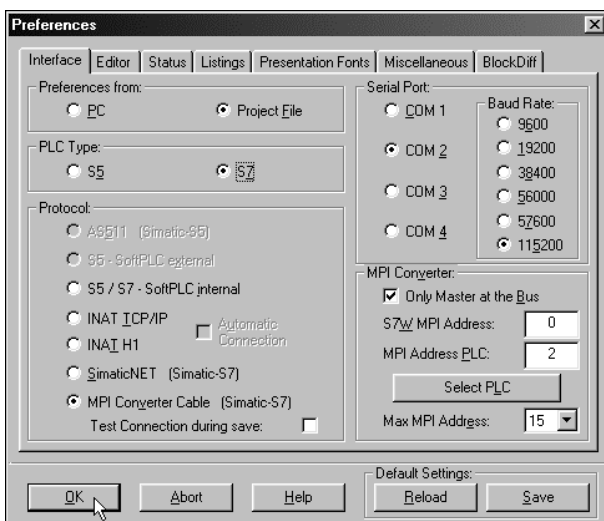 Preferences
Interface Editor Status Listings Presentation Fonts Miscellaneous BlockDiff
Preferences from:
PC Project File
PLC Type:
S5 S7
Protocol:
AS511 (Simatic-S5)
S5 - SoftPLC external
S5 / S7 - SoftPLC internal
INAT TCP/IP
INAT H1
Automatic
Connection
SimaticNET (Simatic-S7)
MPI Converter Cable (Simatic-S7)
Test Connection during save:
Serial Port:
COM 1
COM 2
COM 3
COM 4
Baud Rate:
9600
19200
38400
56000
57600
115200
MPI Converter:
Only Master at the Bus
S7W MPI Address: 0
MPI Address PLC: 2
Select PLC
Max MPI Address: 15
OK Abort Help
Default Settings:
Reload Save